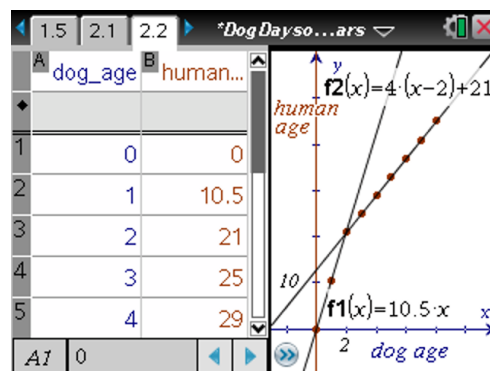 1.5 2.1 2.2 *Dog Dayso...ars
A dog_age B human...
◆
1 0 0
2 1 10.5
3 2 21
4 3 25
5 4 29
A1 0
y
f2(x)=4·(x-2)+21
human
age
10
f1(x)=10.5·x
x
2 dog age